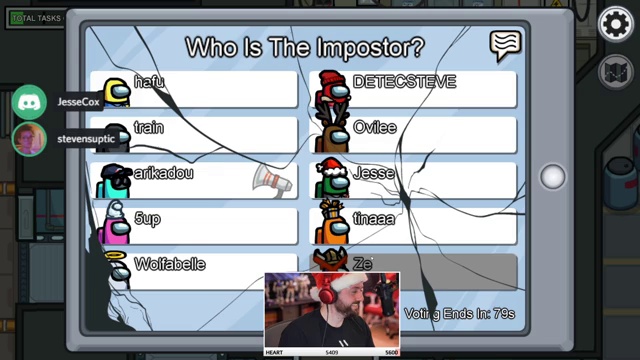 TOTAL TASKS
Who Is The Impostor?
hafu
DETECSTEVE
JesseCox
train
Ovilee
stevensuptic
arikadou
Jesse
5up
tinaaa
Wolfabelle
Ze
Voting Ends In: 79s
HEART 5409 5600